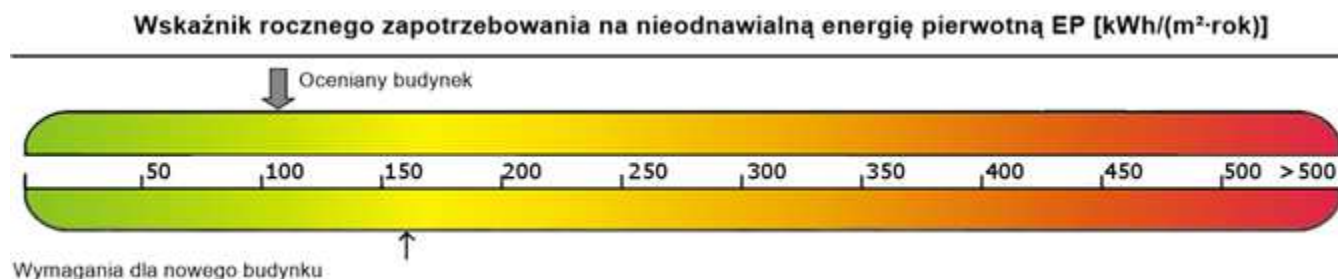 Wskaźnik rocznego zapotrzebowania na nieodnawialną energię pierwotną EP [kWh/(m²·rok)]
Oceniany budynek
50 100 150 200 250 300 350 400 450 500 >500
Wymagania dla nowego budynku